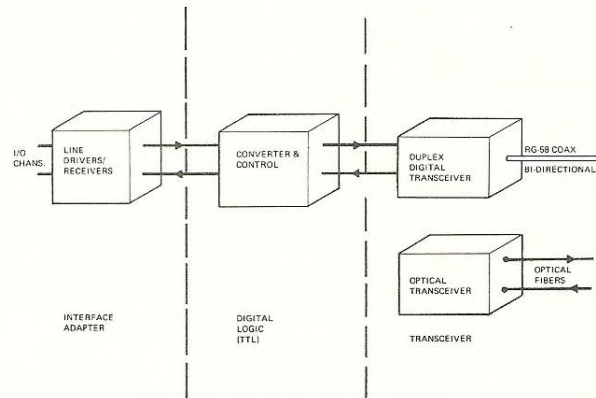 I/O
CHANS.
LINE
DRIVERS/
RECEIVERS
CONVERTER &
CONTROL
DUPLEX
DIGITAL
TRANSCEIVER
RG-58 COAX
BI-DIRECTIONAL
OPTICAL
TRANSCEIVER
OPTICAL
FIBERS
INTERFACE
ADAPTER
DIGITAL
LOGIC
(TTL)
TRANSCEIVER